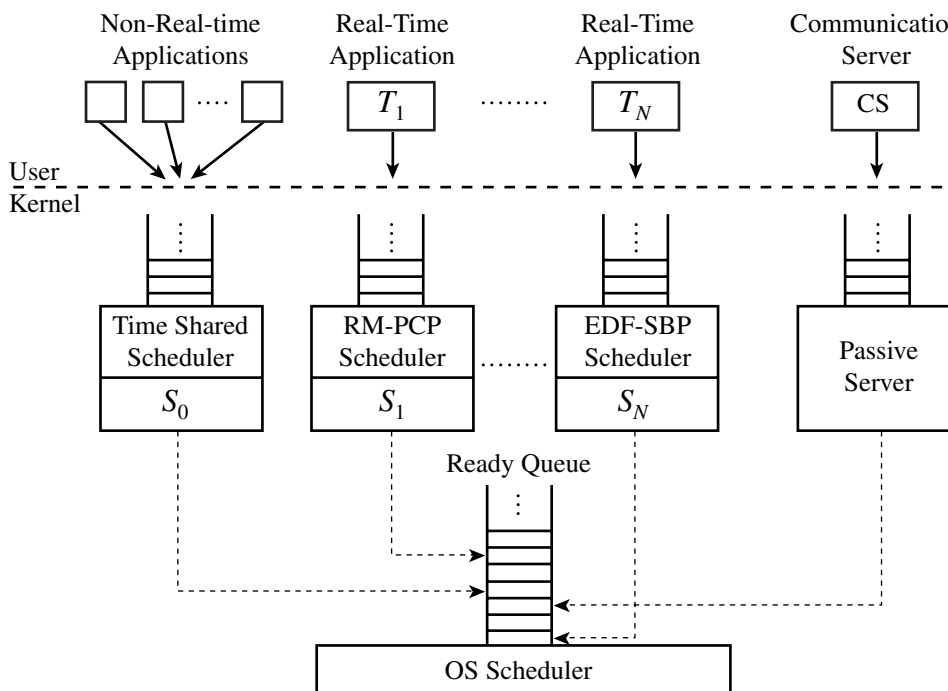 Non-Real-time
Applications
Real-Time
Application
Real-Time
Application
Communicatio
Server
T1
........
TN
CS
User
Kernel
Time Shared
Scheduler
S0
RM-PCP
Scheduler
S1
EDF-SBP
Scheduler
SN
Passive
Server
Ready Queue
OS Scheduler